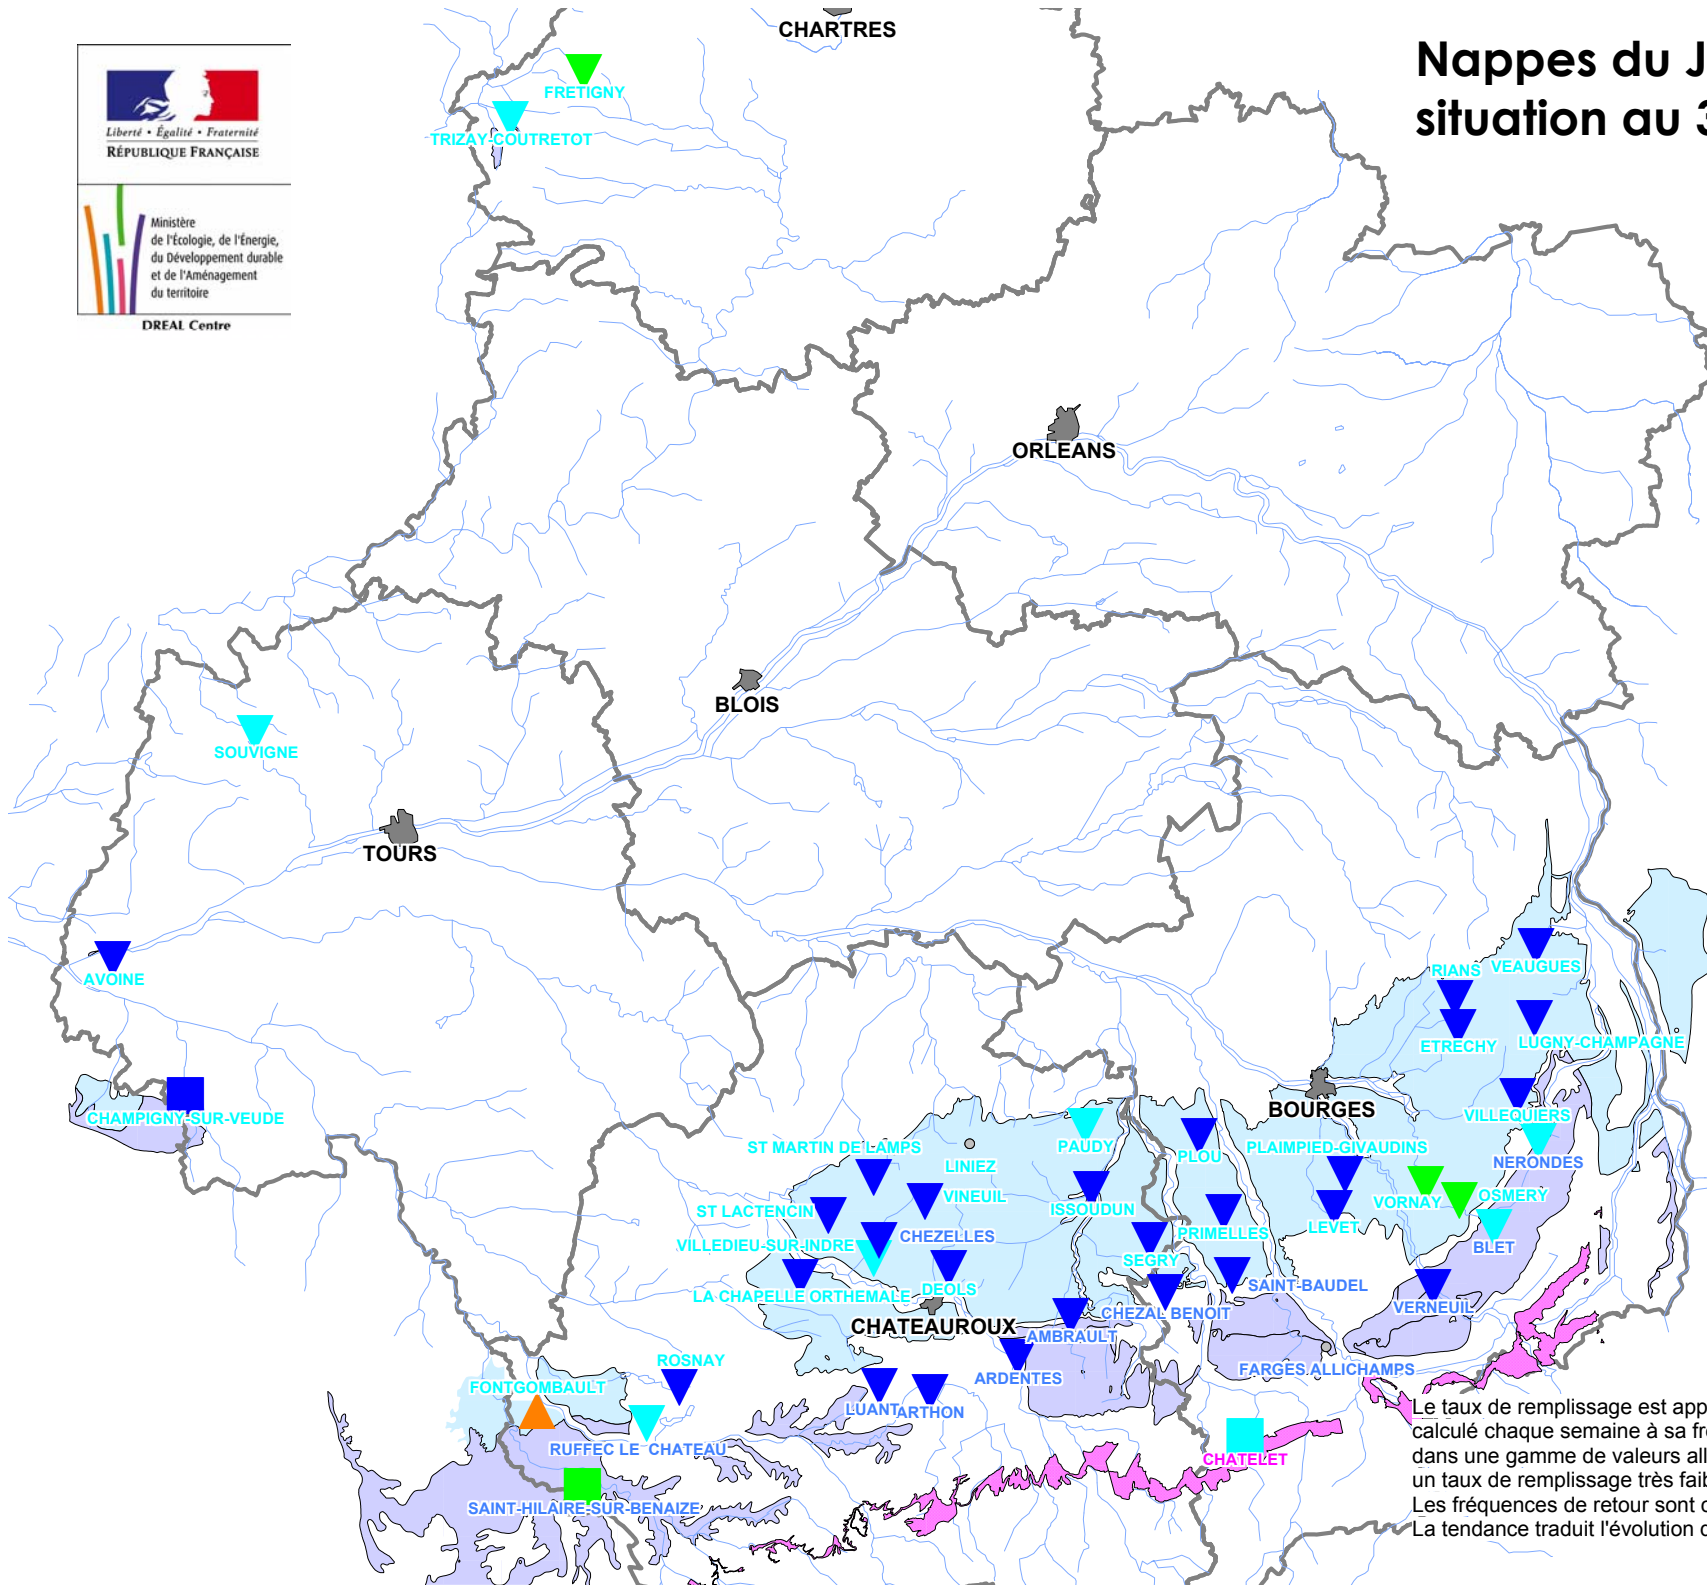 CHARTRES
Nappes du J
situation au 3
FRETIGNY
TRIZAY-COUTRETOT
Liberté • Égalité • Fraternité
RÉPUBLIQUE FRANÇAISE
Ministère
de l'Écologie, de l'Énergie,
du Développement durable
et de l'Aménagement
du territoire
DREAL Centre
ORLEANS
BLOIS
SOUVIGNE
TOURS
AVOINE
RIANS
VEAUGUES
ETRECHY
LUGNY-CHAMPAGNE
CHAMPIGNY-SUR-VEUDE
BOURGES
VILLEQUIERS
ST MARTIN DE LAMPS
LINIEZ
PAUDY
PLOU
PLAIMPIED-GIVAUDINS
NERONDES
VINEUIL
ISSOUDUN
VORNAY
OSMERY
ST LACTENCIN
PRIMELLES
LEVET
VILLEDIEU-SUR-INDRE
CHEZELLES
SEGRY
BLET
LA CHAPELLE ORTHEMALE
DEOLS
SAINT-BAUDEL
CHEZAL BENOIT
VERNEUIL
CHATEAUROUX
AMBRAULT
ROSNAY
ARDENTES
FARGES ALLICHAMPS
FONTGOMBAULT
LUANT
ARTHON
RUFFEC LE CHATEAU
CHATELET
SAINT-HILAIRE-SUR-BENAIZE
Le taux de remplissage est app
calculé chaque semaine à sa fré
dans une gamme de valeurs all
un taux de remplissage très faib
Les fréquences de retour sont c
La tendance traduit l'évolution d